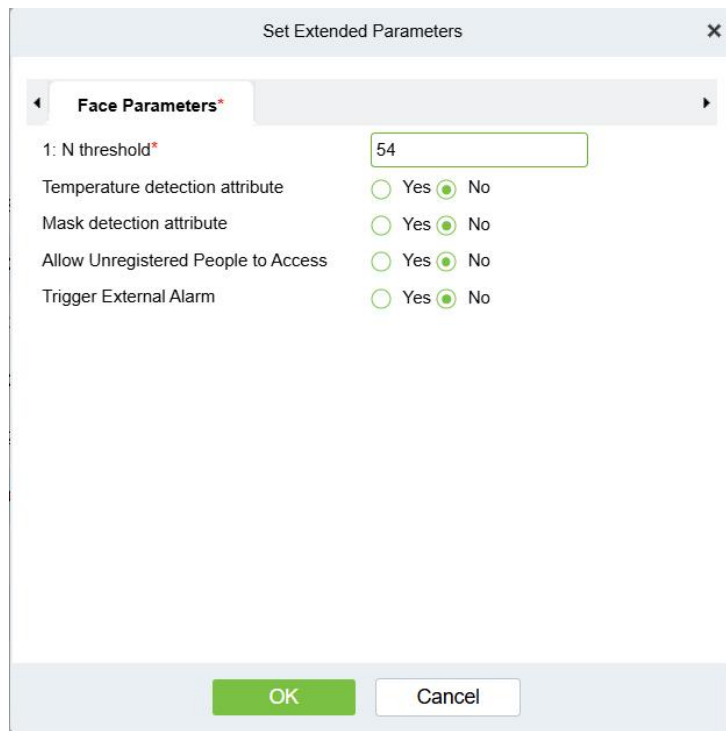 Set Extended Parameters
Face Parameters*
1: N threshold* 54
Temperature detection attribute Yes No
Mask detection attribute Yes No
Allow Unregistered People to Access Yes No
Trigger External Alarm Yes No
OK Cancel